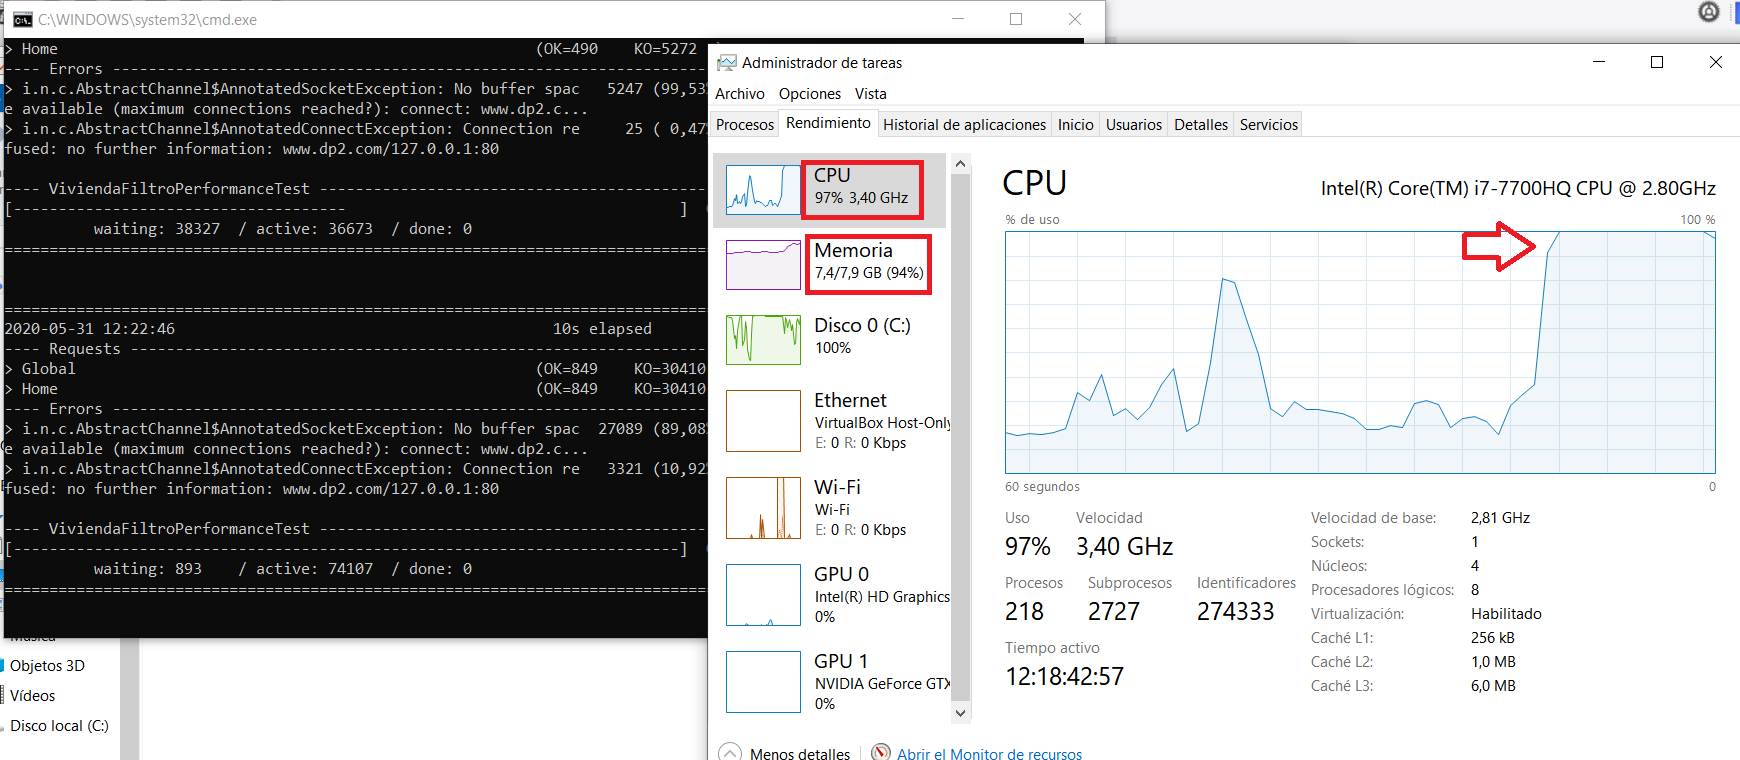 C:\WINDOWS\system32\cmd.exe
> Home (OK=490 KO=5272
---- Errors --------------------------------------------------------------------
> i.n.c.AbstractChannel$AnnotatedSocketException: No buffer spac 5247 (99,53%
e available (maximum connections reached?): connect: www.dp2.c...
> i.n.c.AbstractChannel$AnnotatedConnectException: Connection re 25 ( 0,47%
fused: no further information: www.dp2.com/127.0.0.1:80
---- ViviendaFiltroPerformanceTest ---------------------------------------------
[------------------------------------- ]
waiting: 38327 / active: 36673 / done: 0
================================================================================
================================================================================
2020-05-31 12:22:46 10s elapsed
---- Requests ------------------------------------------------------------------
> Global (OK=849 KO=30410
> Home (OK=849 KO=30410
---- Errors --------------------------------------------------------------------
> i.n.c.AbstractChannel$AnnotatedSocketException: No buffer spac 27089 (89,08%
e available (maximum connections reached?): connect: www.dp2.c...
> i.n.c.AbstractChannel$AnnotatedConnectException: Connection re 3321 (10,92%
fused: no further information: www.dp2.com/127.0.0.1:80
---- ViviendaFiltroPerformanceTest ---------------------------------------------
[--------------------------------------------------------------------------]
waiting: 893 / active: 74107 / done: 0
================================================================================
Música
Objetos 3D
Vídeos
Disco local (C:)
Administrador de tareas
Archivo Opciones Vista
Procesos Rendimiento Historial de aplicaciones Inicio Usuarios Detalles Servicios
CPU
97% 3,40 GHz
Memoria
7,4/7,9 GB (94%)
Disco 0 (C:)
100%
Ethernet
VirtualBox Host-Only
E: 0 R: 0 Kbps
Wi-Fi
Wi-Fi
E: 0 R: 0 Kbps
GPU 0
Intel(R) HD Graphics
0%
GPU 1
NVIDIA GeForce GTX
0%
CPU Intel(R) Core(TM) i7-7700HQ CPU @ 2.80GHz
% de uso 100 %
60 segundos 0
Uso Velocidad
97% 3,40 GHz
Procesos Subprocesos Identificadores
218 2727 274333
Tiempo activo
12:18:42:57
Velocidad de base: 2,81 GHz
Sockets: 1
Núcleos: 4
Procesadores lógicos: 8
Virtualización: Habilitado
Caché L1: 256 kB
Caché L2: 1,0 MB
Caché L3: 6,0 MB
Menos detalles Abrir el Monitor de recursos